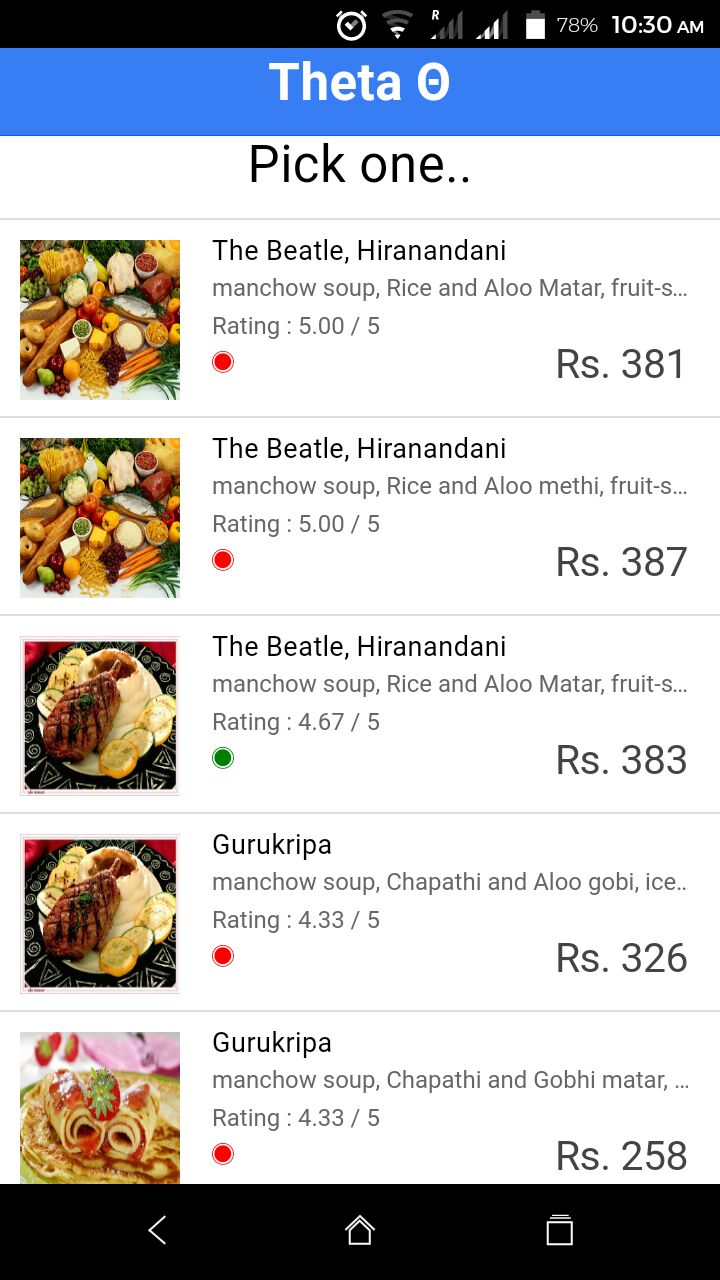 R 78% 10:30 AM
Theta Θ
Pick one..
The Beatle, Hiranandani
manchow soup, Rice and Aloo Matar, fruit-s...
Rating : 5.00 / 5
Rs. 381
The Beatle, Hiranandani
manchow soup, Rice and Aloo methi, fruit-s...
Rating : 5.00 / 5
Rs. 387
The Beatle, Hiranandani
manchow soup, Rice and Aloo Matar, fruit-s...
Rating : 4.67 / 5
Rs. 383
Gurukripa
manchow soup, Chapathi and Aloo gobi, ice..
Rating : 4.33 / 5
Rs. 326
Gurukripa
manchow soup, Chapathi and Gobhi matar, ...
Rating : 4.33 / 5
Rs. 258